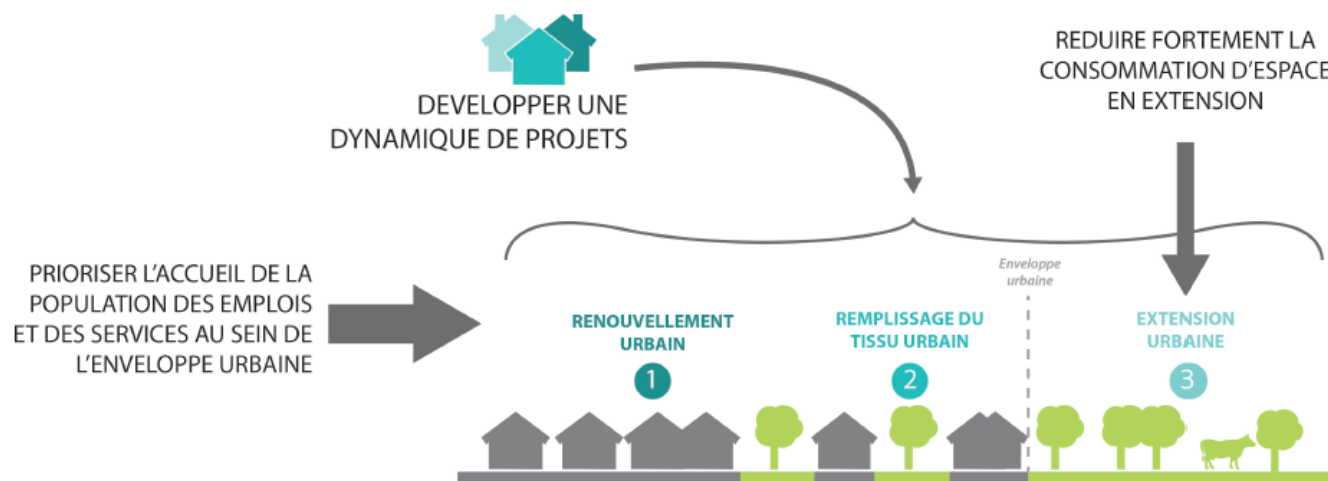 DEVELOPPER UNE
DYNAMIQUE DE PROJETS
REDUIRE FORTEMENT LA
CONSOMMATION D'ESPACE
EN EXTENSION
PRIORISER L'ACCUEIL DE LA
POPULATION DES EMPLOIS
ET DES SERVICES AU SEIN DE
L'ENVELOPPE URBAINE
RENOUVELLEMENT
URBAIN
1
REMPLISSAGE DU
TISSU URBAIN
2
Enveloppe
urbaine
EXTENSION
URBAINE
3